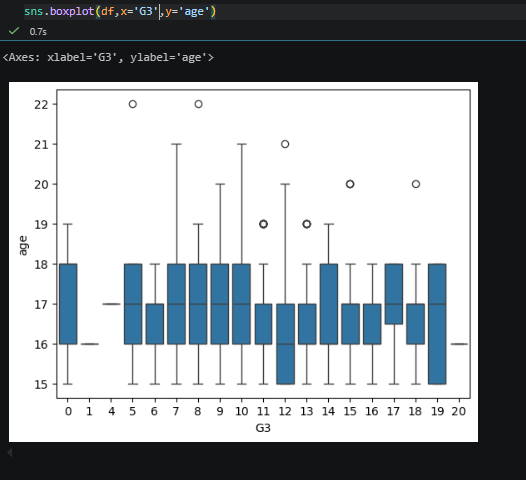 sns.boxplot(df,x='G3',y='age')
0.7s
<Axes: xlabel='G3', ylabel='age'>
22
21
20
19
18
17
16
15
age
0 1 4 5 6 7 8 9 10 11 12 13 14 15 16 17 18 19 20
G3